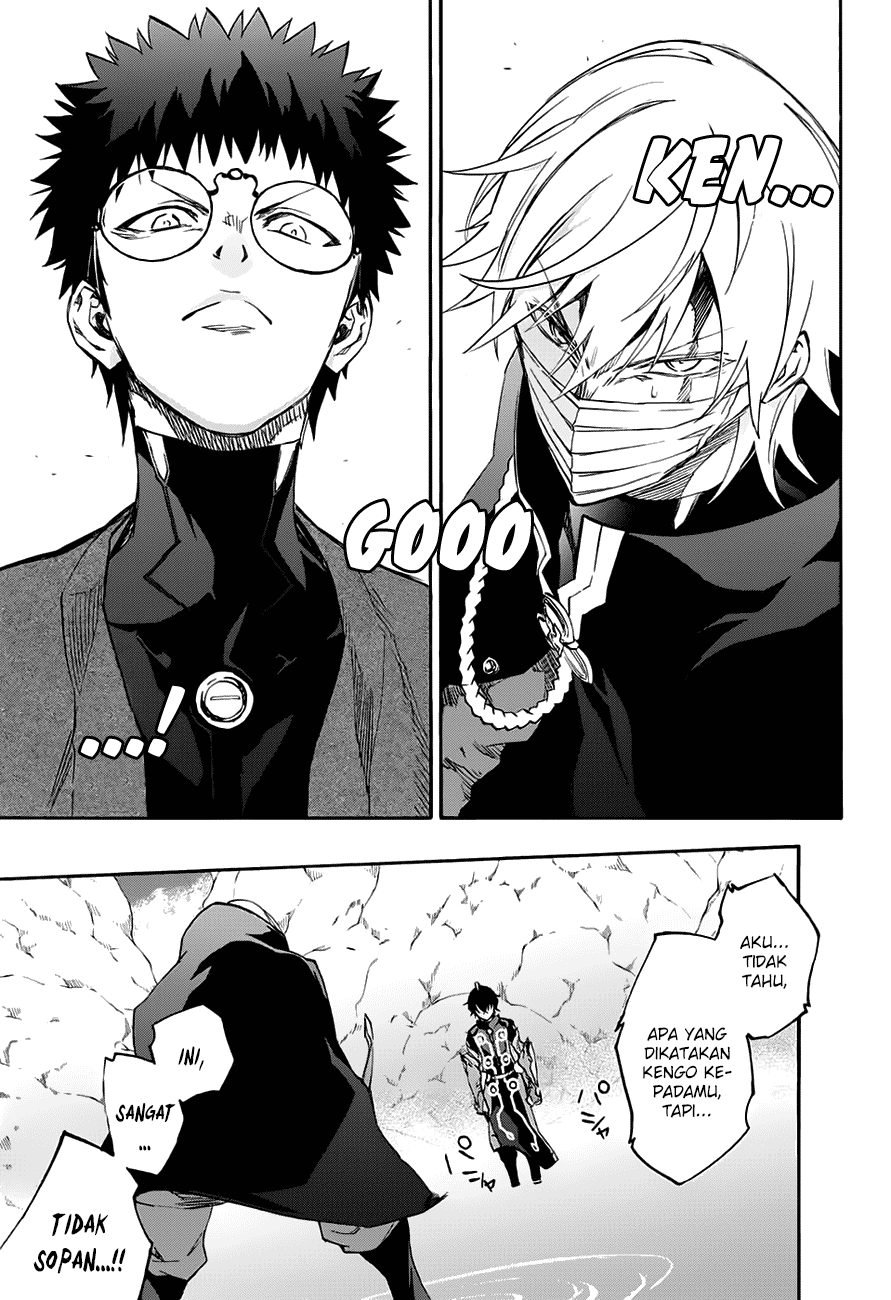 KEN...
GOOO
....!
AKU...
TIDAK
TAHU,
APA YANG
DIKATAKAN
KENGO KE-
PADAMU,
TAPI...
INI,
SANGAT
...
TIDAK
SOPAN....!!